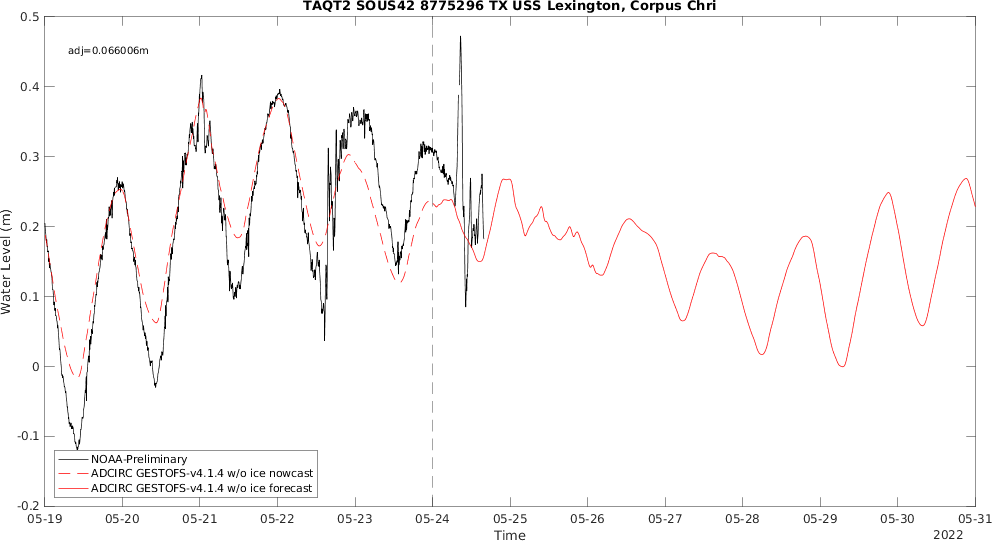 TAQT2 SOUS42 8775296 TX USS Lexington, Corpus Chri
adj=0.066006m
0.5
0.4
0.3
0.2
0.1
0
-0.1
-0.2
Water Level (m)
NOAA-Preliminary
ADCIRC GESTOFS-v4.1.4 w/o ice nowcast
ADCIRC GESTOFS-v4.1.4 w/o ice forecast
05-19 05-20 05-21 05-22 05-23 05-24 05-25 05-26 05-27 05-28 05-29 05-30 05-31
Time
2022